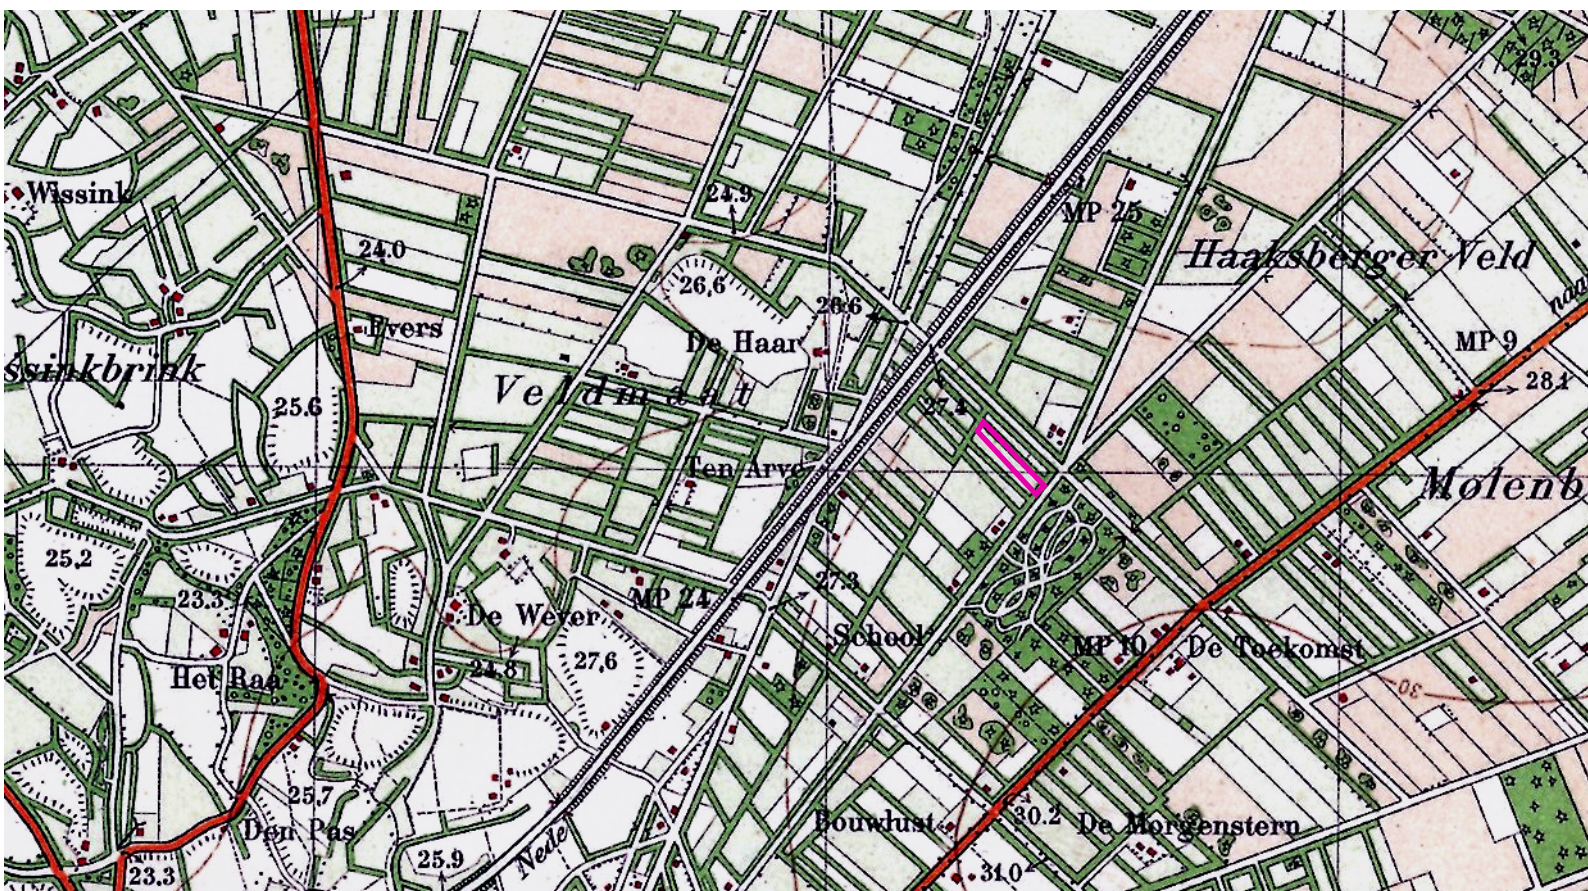 29.3
Wissink
24.9
MP 25
24.0
Haaksberger Veld
26,6
naa
26.6
Evers
De Haar
MP 9
ssinkbrink
28.1
Veldmaat
25.6
27.4
Ten Arve
Molenb
25,2
23.3
MP 24
27.3
De Wever
School
MP 10
De Toekomst
27,6
24.8
Het Raa
30
25.7
Den Pas
Bouwlust
30.2
De Morgenstern
Nede
25.9
23.3
31.0